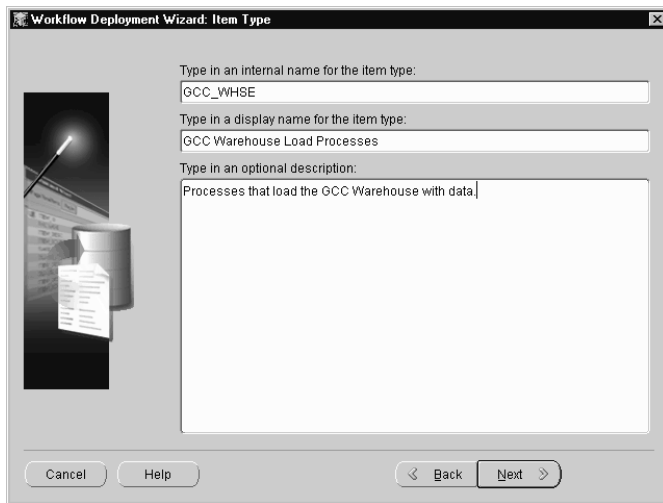 Workflow Deployment Wizard: Item Type
Type in an internal name for the item type:
GCC_WHSE
Type in a display name for the item type:
GCC Warehouse Load Processes
Type in an optional description:
Processes that load the GCC Warehouse with data.
Cancel
Help
Back
Next